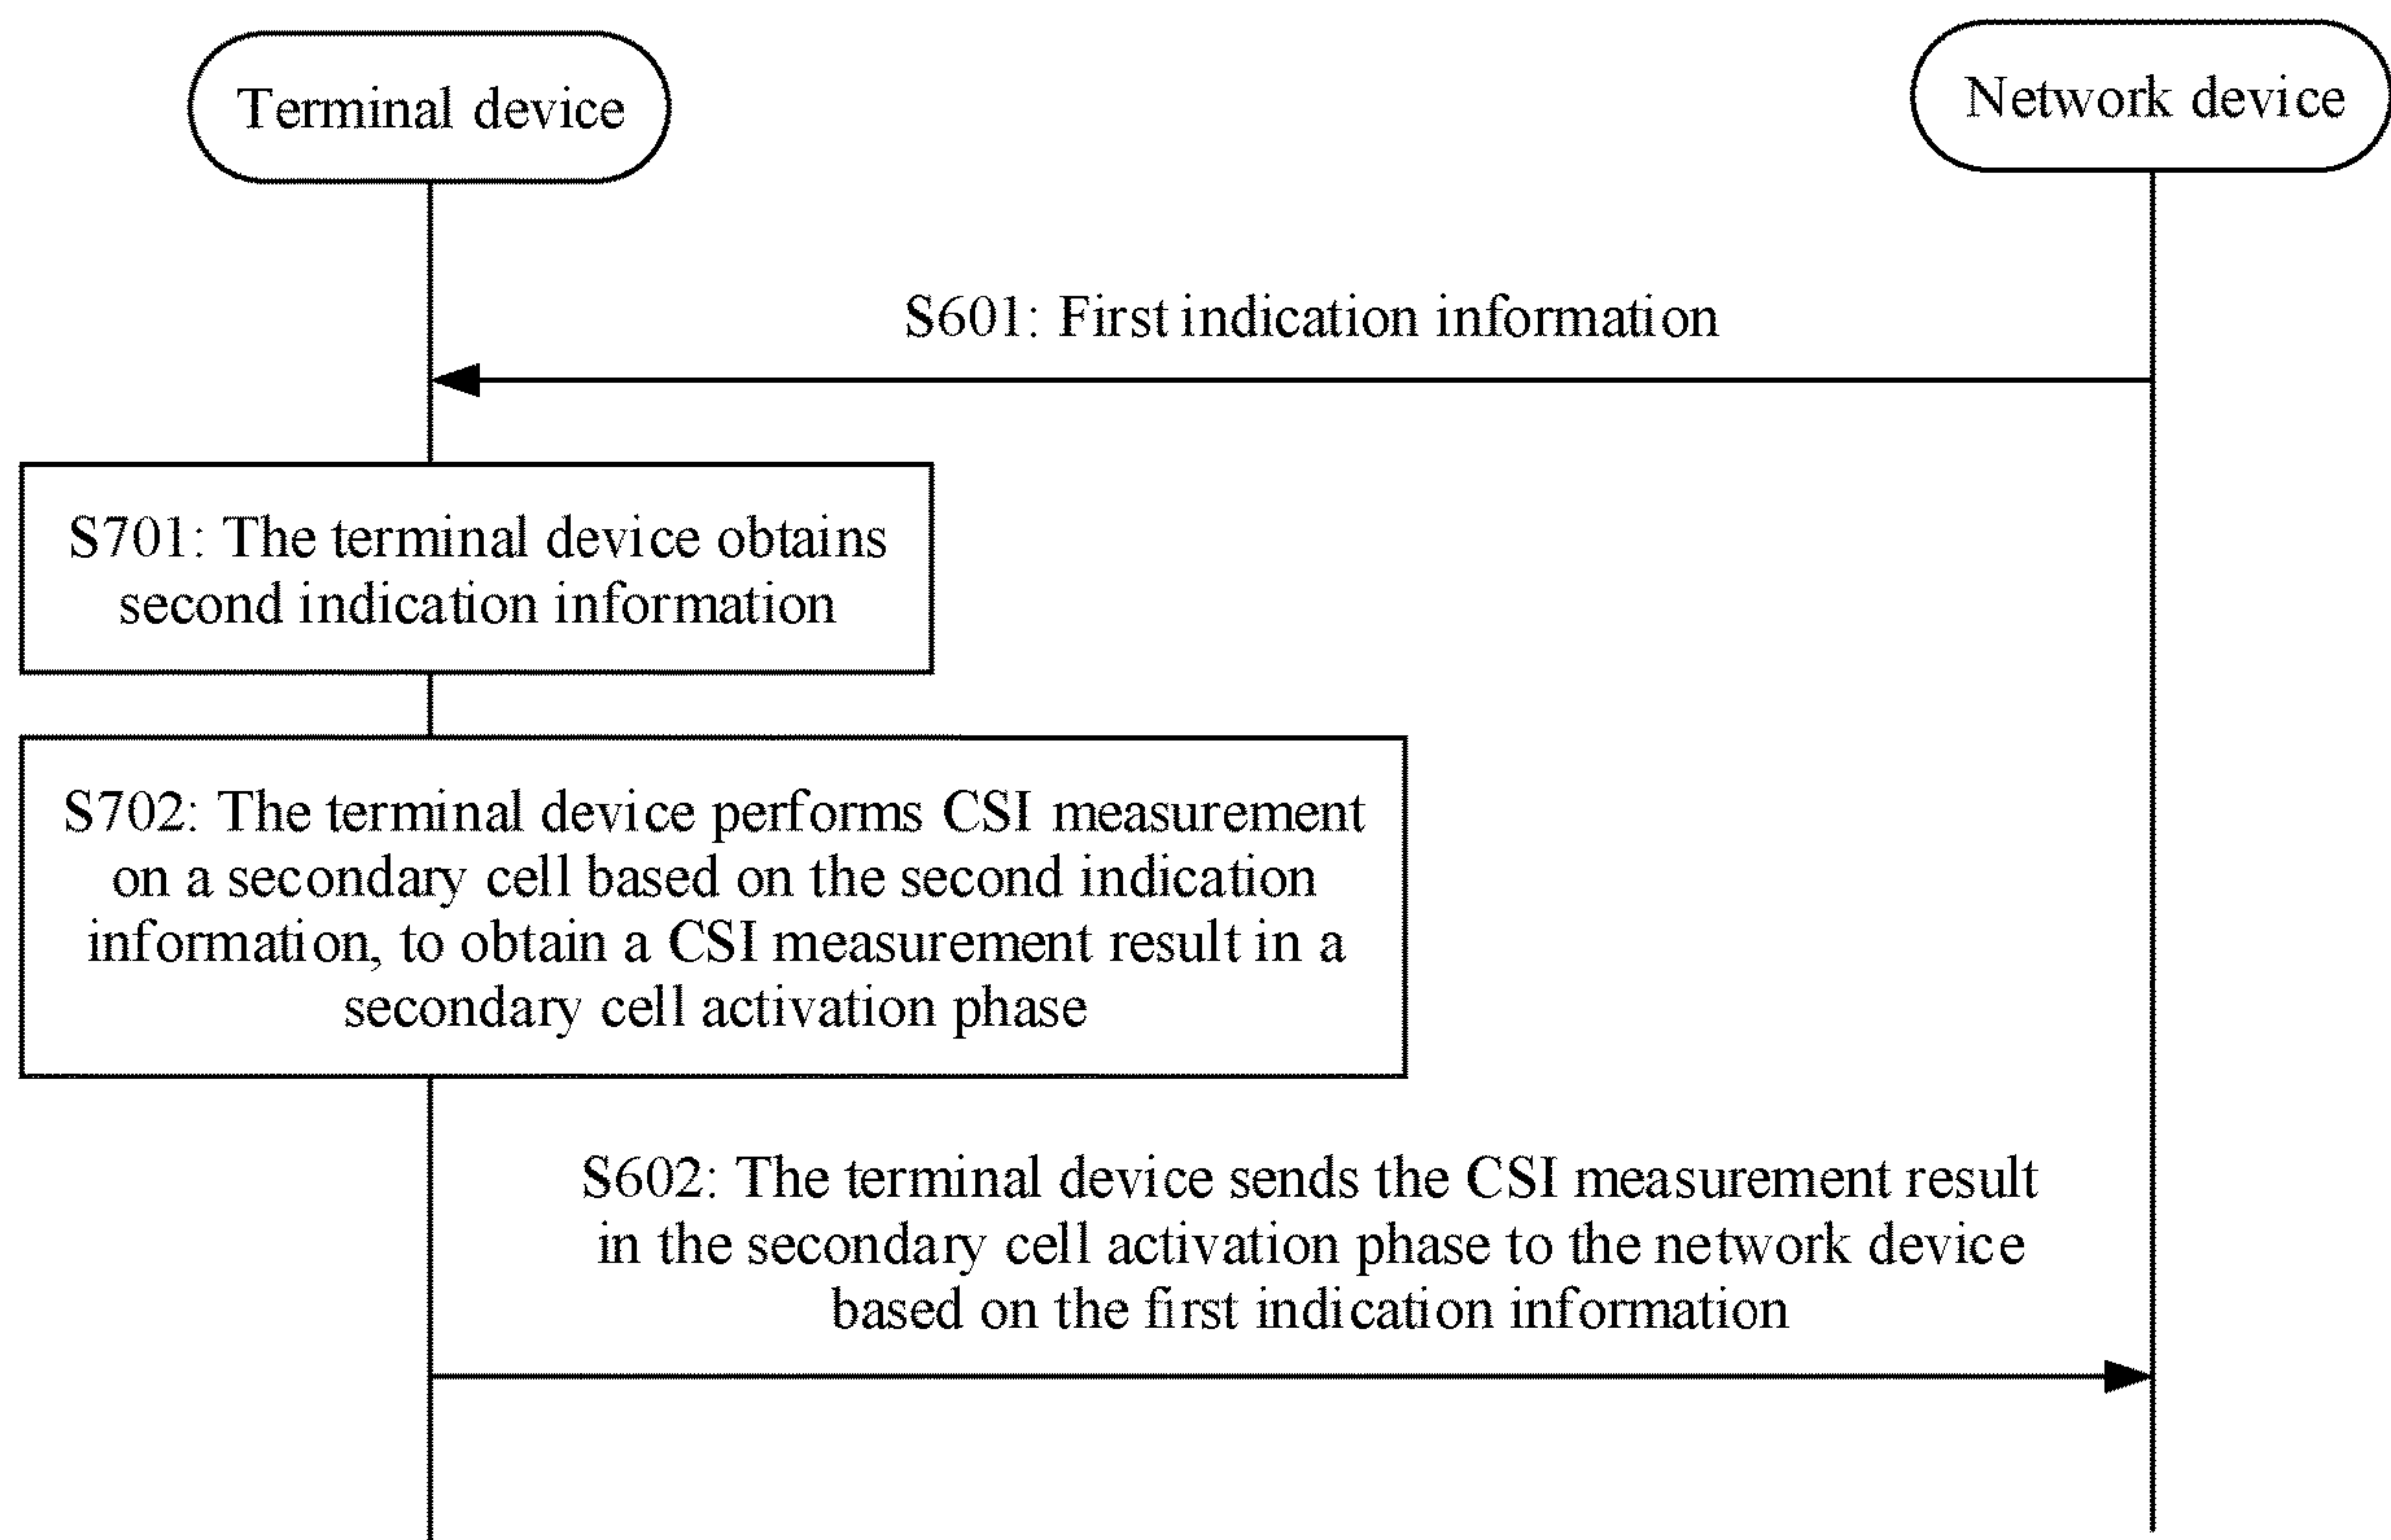 Terminal device
Network device
S601: First indication information
S701: The terminal device obtains
second indication information
S702: The terminal device performs CSI measurement
on a secondary cell based on the second indication
information, to obtain a CSI measurement result in a
secondary cell activation phase
S602: The terminal device sends the CSI measurement result
in the secondary cell activation phase to the network device
based on the first indication information